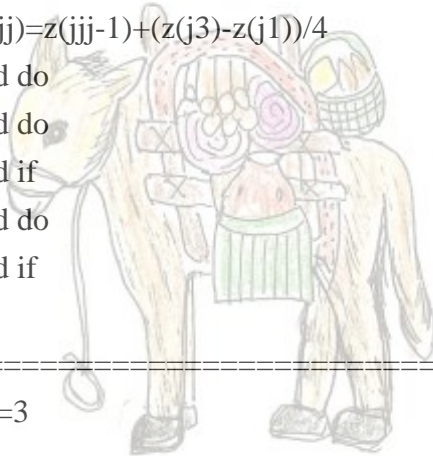 jj)=z(jjj-1)+(z(j3)-z(j1))/4
d do
d do
d if
d do
d if
=========================
=3